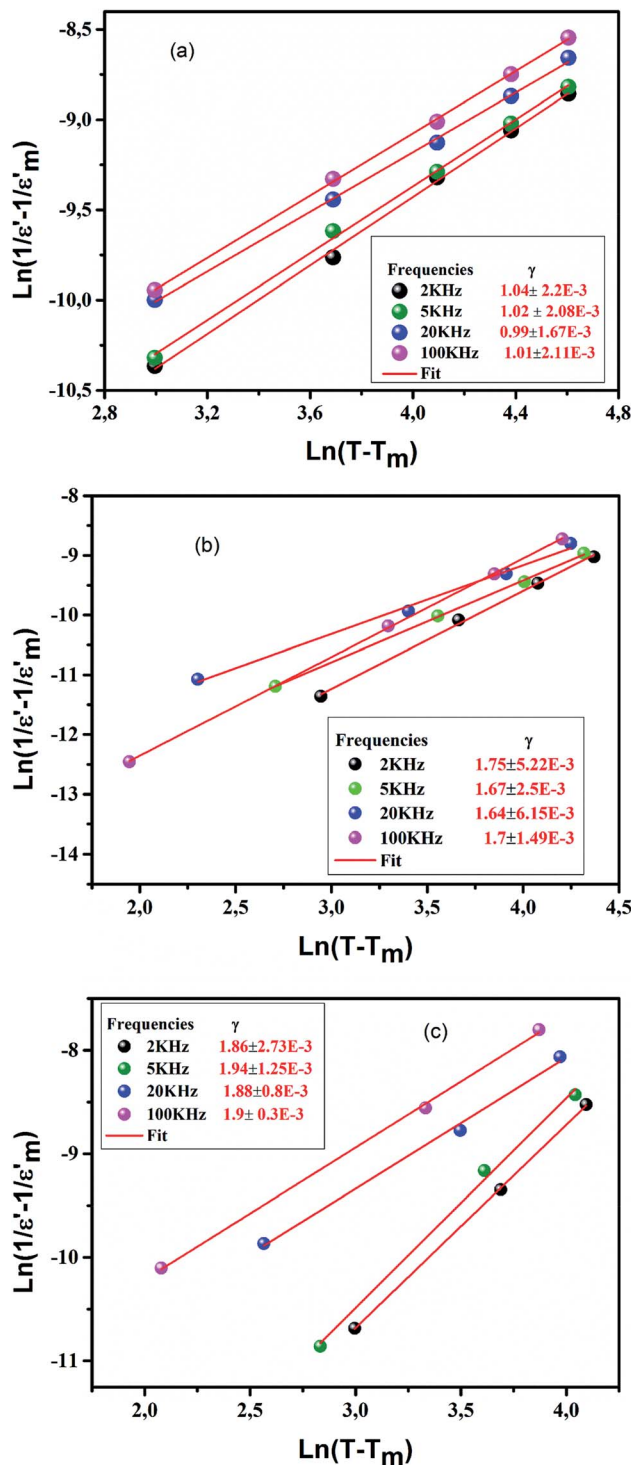 (a)
Ln(1/ε'-1/ε'm)
-8,5
-9,0
-9,5
-10,0
-10,5
Frequencies γ
2KHz 1.04± 2.2E-3
5KHz 1.02 ± 2.08E-3
20KHz 0.99±1.67E-3
100KHz 1.01±2.11E-3
Fit
2,8 3,2 3,6 4,0 4,4 4,8
Ln(T-Tm)
(b)
Ln(1/ε'-1/ε'm)
-8
-9
-10
-11
-12
-13
-14
Frequencies γ
2KHz 1.75±5.22E-3
5KHz 1.67±2.5E-3
20KHz 1.64±6.15E-3
100KHz 1.7±1.49E-3
Fit
2,0 2,5 3,0 3,5 4,0 4,5
Ln(T-Tm)
(c)
Ln(1/ε'-1/ε'm)
-8
-9
-10
-11
Frequencies γ
2KHz 1.86±2.73E-3
5KHz 1.94±1.25E-3
20KHz 1.88±0.8E-3
100KHz 1.9± 0.3E-3
Fit
2,0 2,5 3,0 3,5 4,0
Ln(T-Tm)